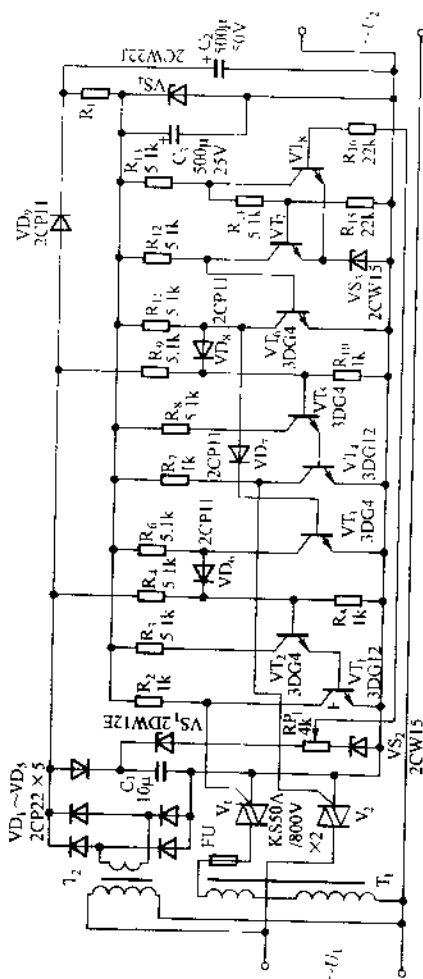 VD₁~VD₅
2CP22×5
T₂
C₁
10μ
VS₁2DW12E
FU
V₁
KS50A
/800V
×2
V₂
T₁
~U₁
R₂
1k
R₃
5.1k
R₄
5.1k
R₆
5.1k
2CP11
VD₆
VT₂
3DG4
VT₁
3DG12
RP₁
4k
VS₂
2CW15
1k
VT₃
3DG4
R₇
1k
R₈
5.1k
2CP11
VD₇
VT₅
3DG4
3DG12
R₉
5.1k
R₁₁
5.1k
2CP11
VD₈
R₁₀
1k
VT₆
3DG4
R₁₂
5.1k
R₁₃
5.1k
5.1k
VT₇
VT₈
VS₃
2CW15
R₁₅
22k
R₁₆
22k
VD₉
2CP11
R₁
C₃
500μ
25V
2CW22J
C₂
500μ
50V
~U₂